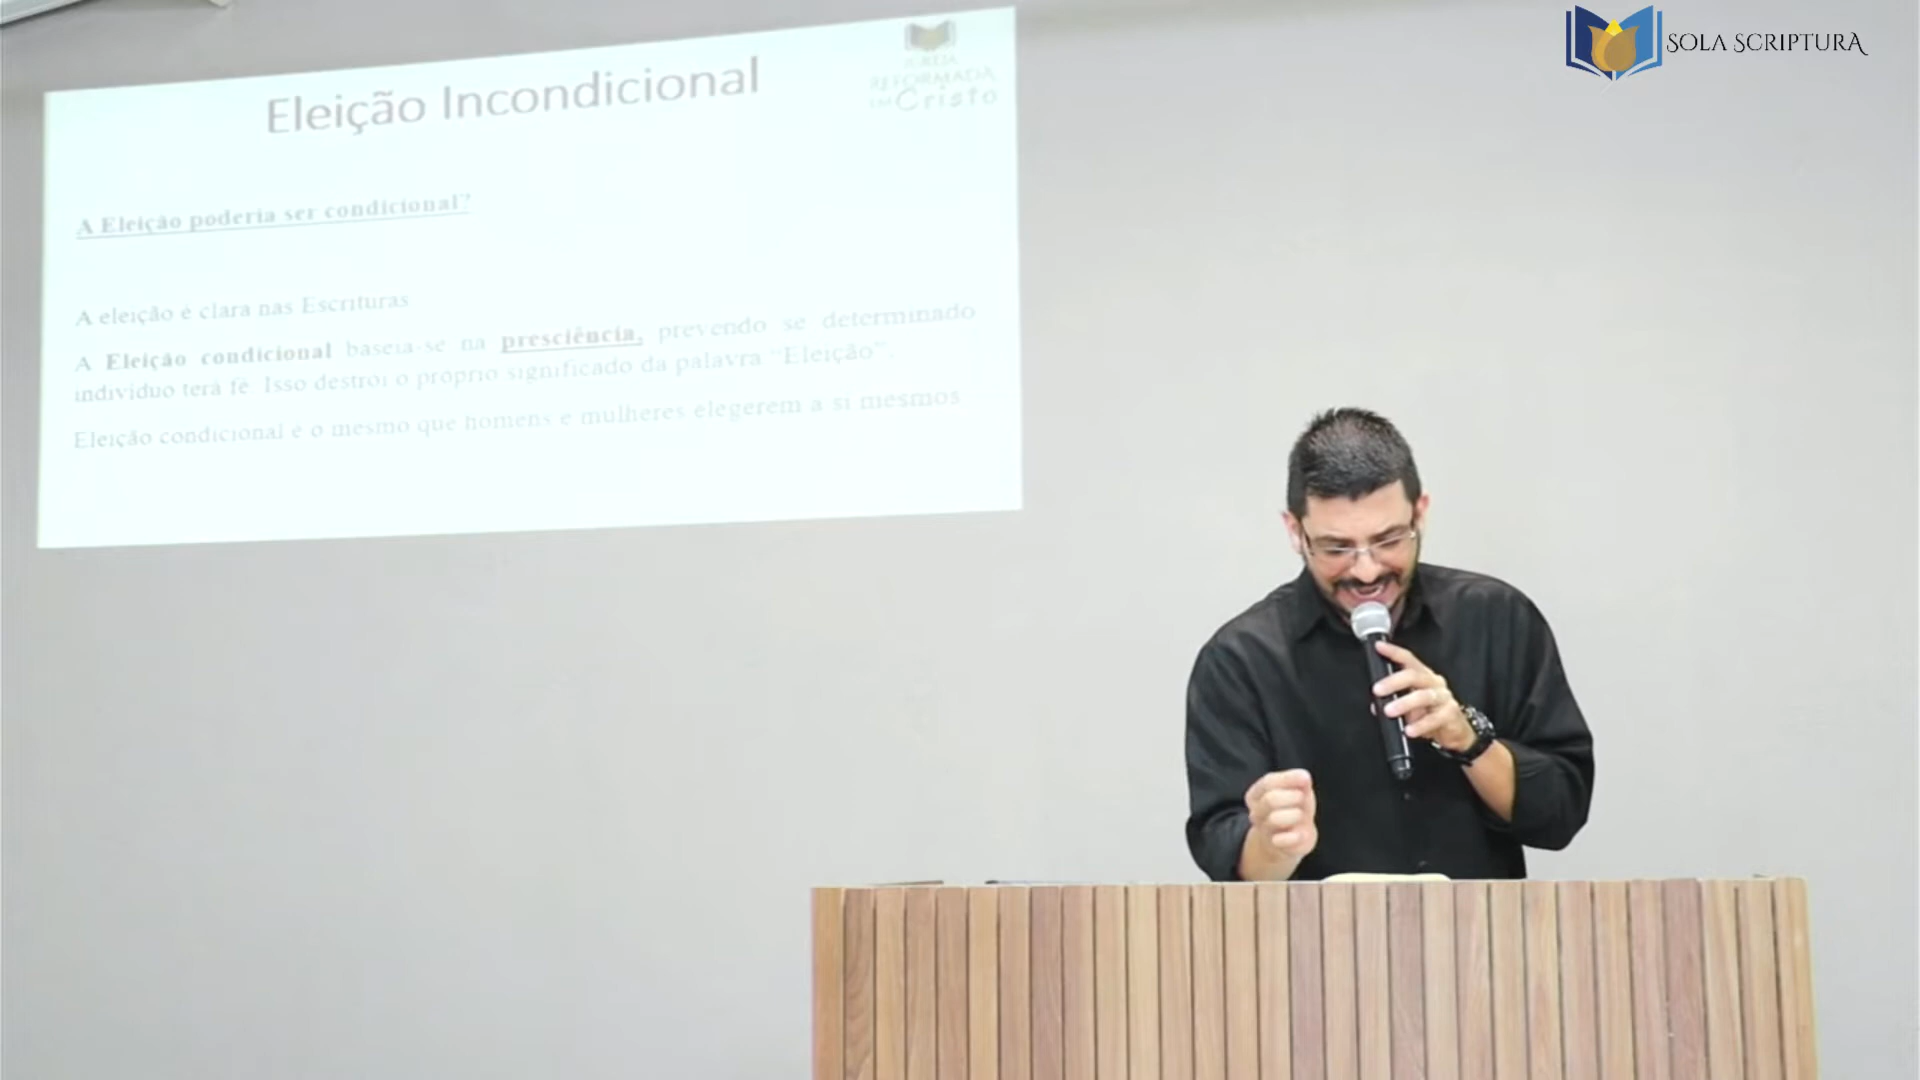 SOLA SCRIPTURA
Eleição Incondicional
IGREJA
REFORMADA
EM Cristo
A Eleição poderia ser condicional?
A eleição é clara nas Escrituras
A Eleição condicional baseia-se na presciência, prevendo se determinado
indivíduo terá fé. Isso destrói o próprio significado da palavra "Eleição".
Eleição condicional é o mesmo que homens e mulheres elegerem a si mesmos